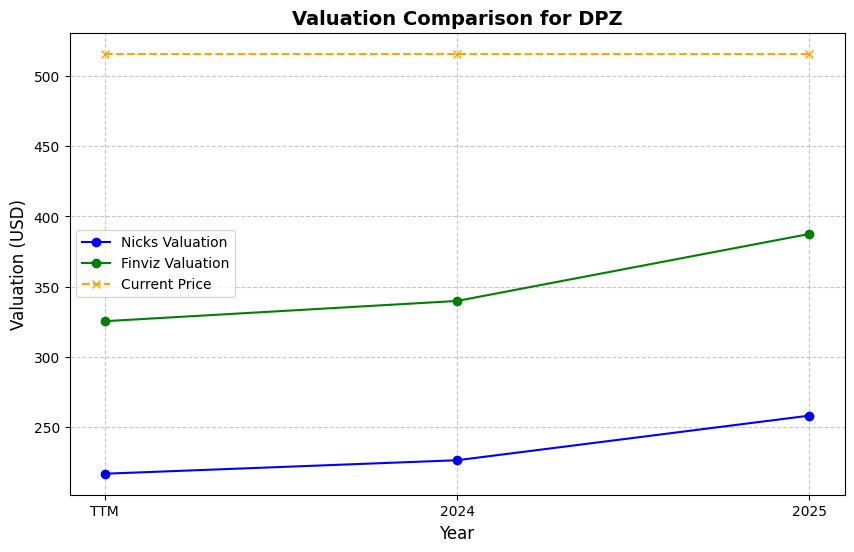 Valuation Comparison for DPZ
Valuation (USD)
500
450
400
350
300
250
Nicks Valuation
Finviz Valuation
Current Price
TTM
2024
2025
Year